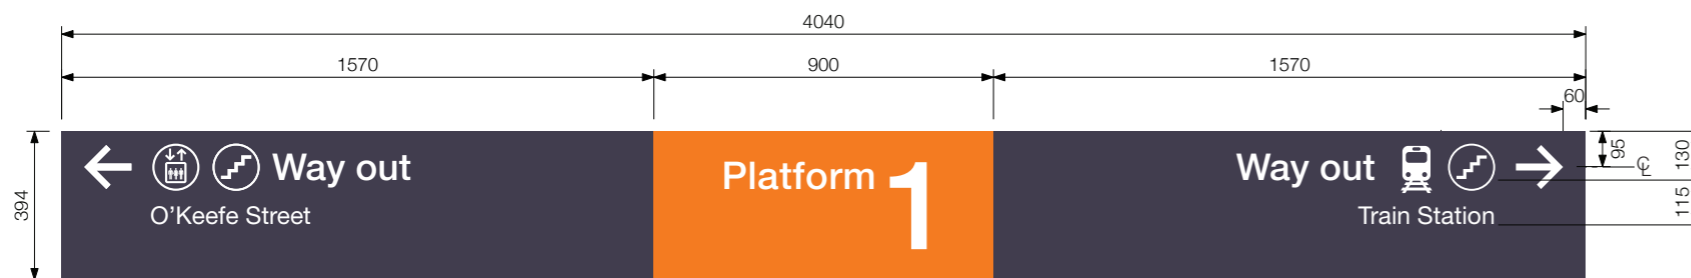 4040
1570
900
1570
60
Way out
O'Keefe Street
Platform 1
Way out
Train Station
95
℄
130
115
394